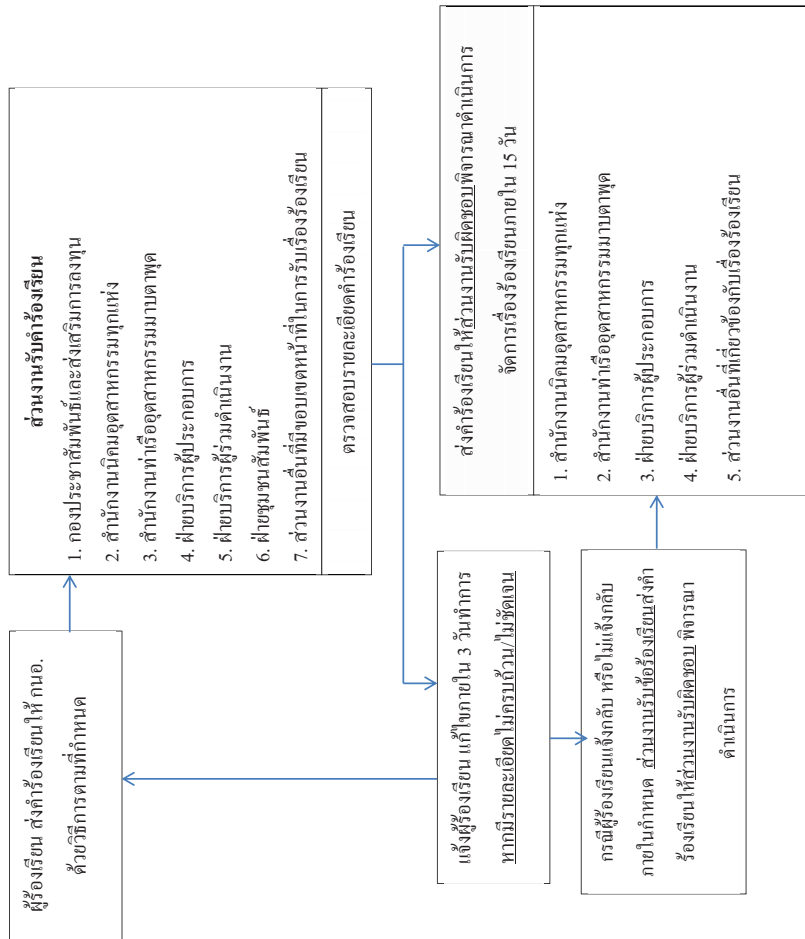 ผู้ร้องเรียน ส่งคำร้องเรียนให้ กนอ.
ด้วยวิธีการตามที่กำหนด
ส่วนงานรับคำร้องเรียน
1. กองประชาสัมพันธ์และส่งเสริมการลงทุน
2. สำนักงานนิคมอุตสาหกรรมทุกแห่ง
3. สำนักงานท่าเรืออุตสาหกรรมมาบตาพุด
4. ฝ่ายบริการผู้ประกอบการ
5. ฝ่ายบริการผู้ร่วมดำเนินงาน
6. ฝ่ายชุมชนสัมพันธ์
7. ส่วนงานอื่นที่มีขอบเขตหน้าที่ในการรับเรื่องร้องเรียน
ตรวจสอบรายละเอียดคำร้องเรียน
แจ้งผู้ร้องเรียน แก้ไขภายใน 3 วันทำการ
หากมีรายละเอียดไม่ครบถ้วน/ไม่ชัดเจน
กรณีผู้ร้องเรียนแจ้งกลับ หรือไม่แจ้งกลับ
ภายในกำหนด ส่วนงานรับข้อร้องเรียนส่งคำ
ร้องเรียนให้ส่วนงานรับผิดชอบ พิจารณา
ดำเนินการ
ส่งคำร้องเรียนให้ส่วนงานรับผิดชอบพิจารณาดำเนินการ
จัดการเรื่องร้องเรียนภายใน 15 วัน
1. สำนักงานนิคมอุตสาหกรรมทุกแห่ง
2. สำนักงานท่าเรืออุตสาหกรรมมาบตาพุด
3. ฝ่ายบริการผู้ประกอบการ
4. ฝ่ายบริการผู้ร่วมดำเนินงาน
5. ส่วนงานอื่นที่เกี่ยวข้องกับเรื่องร้องเรียน